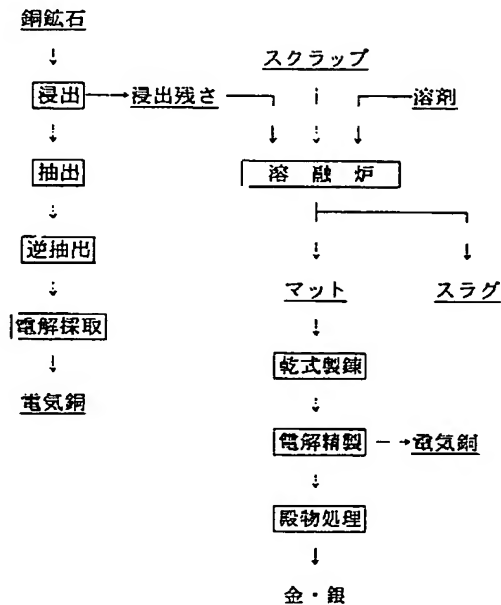 銅鉱石
スクラップ
浸出 浸出残さ 溶剤
抽出 溶融炉
逆抽出
マット スラグ
電解採取
乾式製錬
電気銅
電解精製 電気銅
殿物処理
金・銀